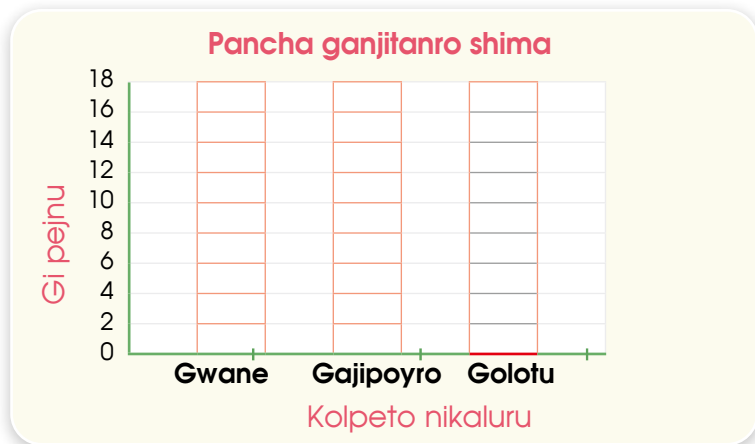 Pancha ganjitanro shima
18
16
14
12
10
8
6
4
2
0
Gi pejnu
Gwane Gajipoyro Golotu
Kolpeto nikaluru